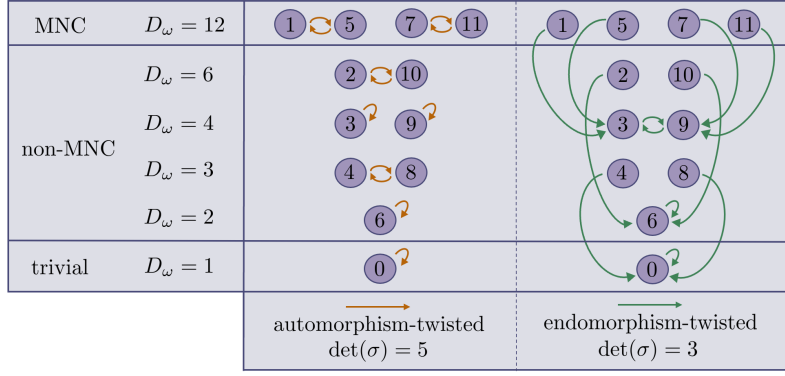 MNC D_ω = 12 1 5 7 11 1 5 7 11
D_ω = 6 2 10 2 10
D_ω = 4 3 9 3 9
non-MNC
D_ω = 3 4 8 4 8
D_ω = 2 6 6
trivial D_ω = 1 0 0
automorphism-twisted endomorphism-twisted
det(σ) = 5 det(σ) = 3